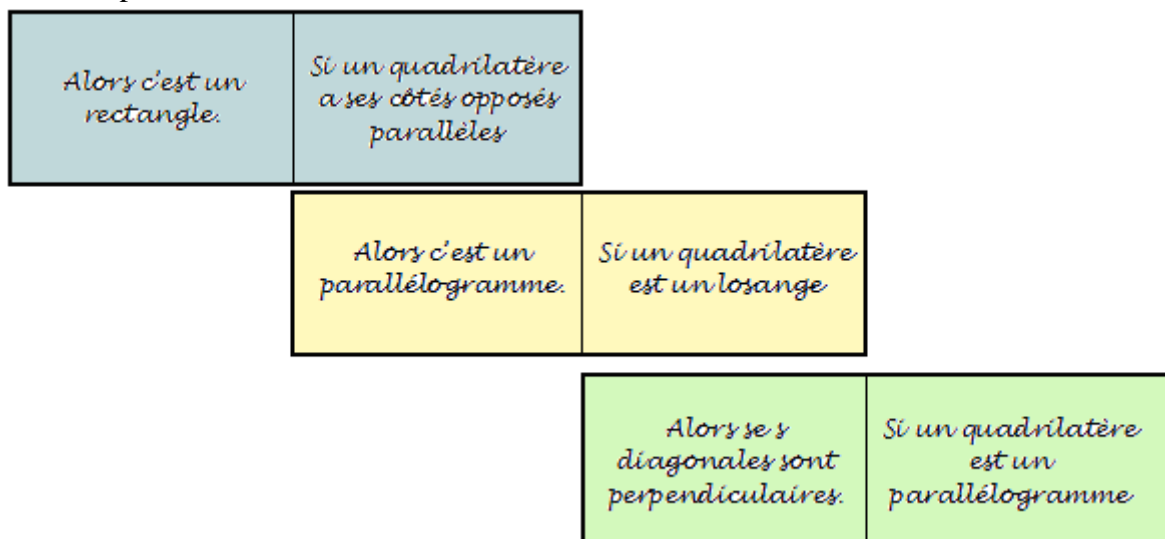 Alors c'est un
rectangle.
Si un quadrilatère
a ses côtés opposés
parallèles
Alors c'est un
parallélogramme.
Si un quadrilatère
est un losange
Alors se s
diagonales sont
perpendiculaires.
Si un quadrilatère
est un
parallélogramme